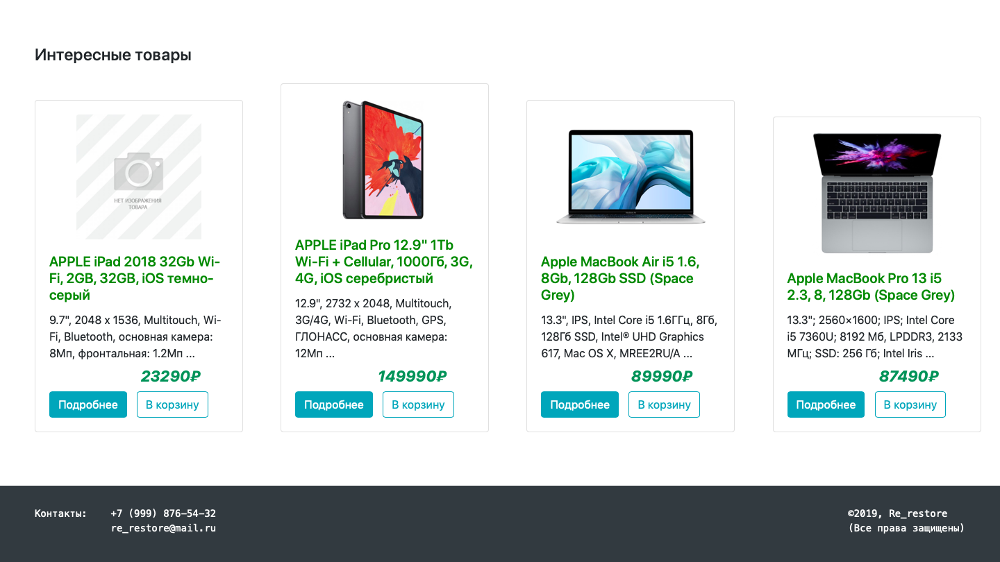 Интересные товары
НЕТ ИЗОБРАЖЕНИЯ
ТОВАРА
APPLE iPad 2018 32Gb Wi-
Fi, 2GB, 32GB, iOS темно-
серый
9.7", 2048 x 1536, Multitouch, Wi-
Fi, Bluetooth, основная камера:
8Мп, фронтальная: 1.2Мп ...
23290₽
Подробнее
В корзину
APPLE iPad Pro 12.9" 1Tb
Wi-Fi + Cellular, 1000Гб, 3G,
4G, iOS серебристый
12.9", 2732 x 2048, Multitouch,
3G/4G, Wi-Fi, Bluetooth, GPS,
ГЛОНАСС, основная камера:
12Мп ...
149990₽
Подробнее
В корзину
Apple MacBook Air i5 1.6,
8Gb, 128Gb SSD (Space
Grey)
13.3", IPS, Intel Core i5 1.6ГГц, 8Гб,
128Гб SSD, Intel® UHD Graphics
617, Mac OS X, MREE2RU/A ...
89990₽
Подробнее
В корзину
Apple MacBook Pro 13 i5
2.3, 8, 128Gb (Space Grey)
13.3"; 2560×1600; IPS; Intel Core
i5 7360U; 8192 Мб, LPDDR3, 2133
МГц; SSD: 256 Гб; Intel Iris ...
87490₽
Подробнее
В корзину
Контакты: +7 (999) 876-54-32
re_restore@mail.ru
©2019, Re_restore
(Все права защищены)